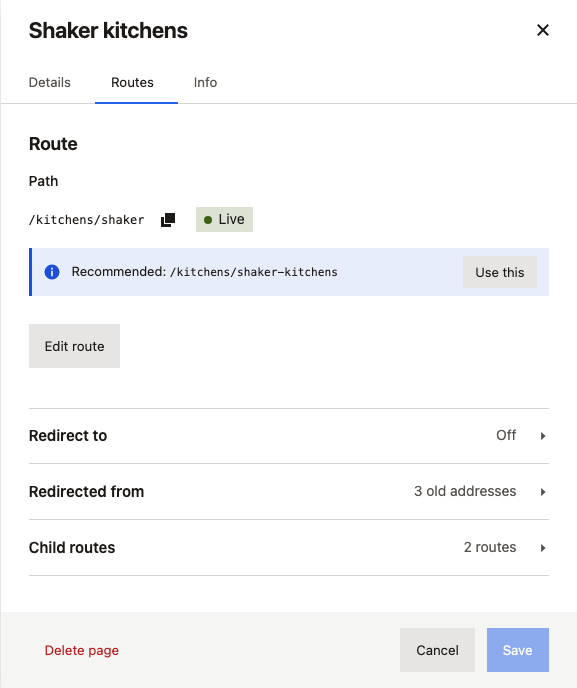 Shaker kitchens
Details Routes Info
Route
Path
/kitchens/shaker Live
Recommended: /kitchens/shaker-kitchens Use this
Edit route
Redirect to Off
Redirected from 3 old addresses
Child routes 2 routes
Delete page Cancel Save